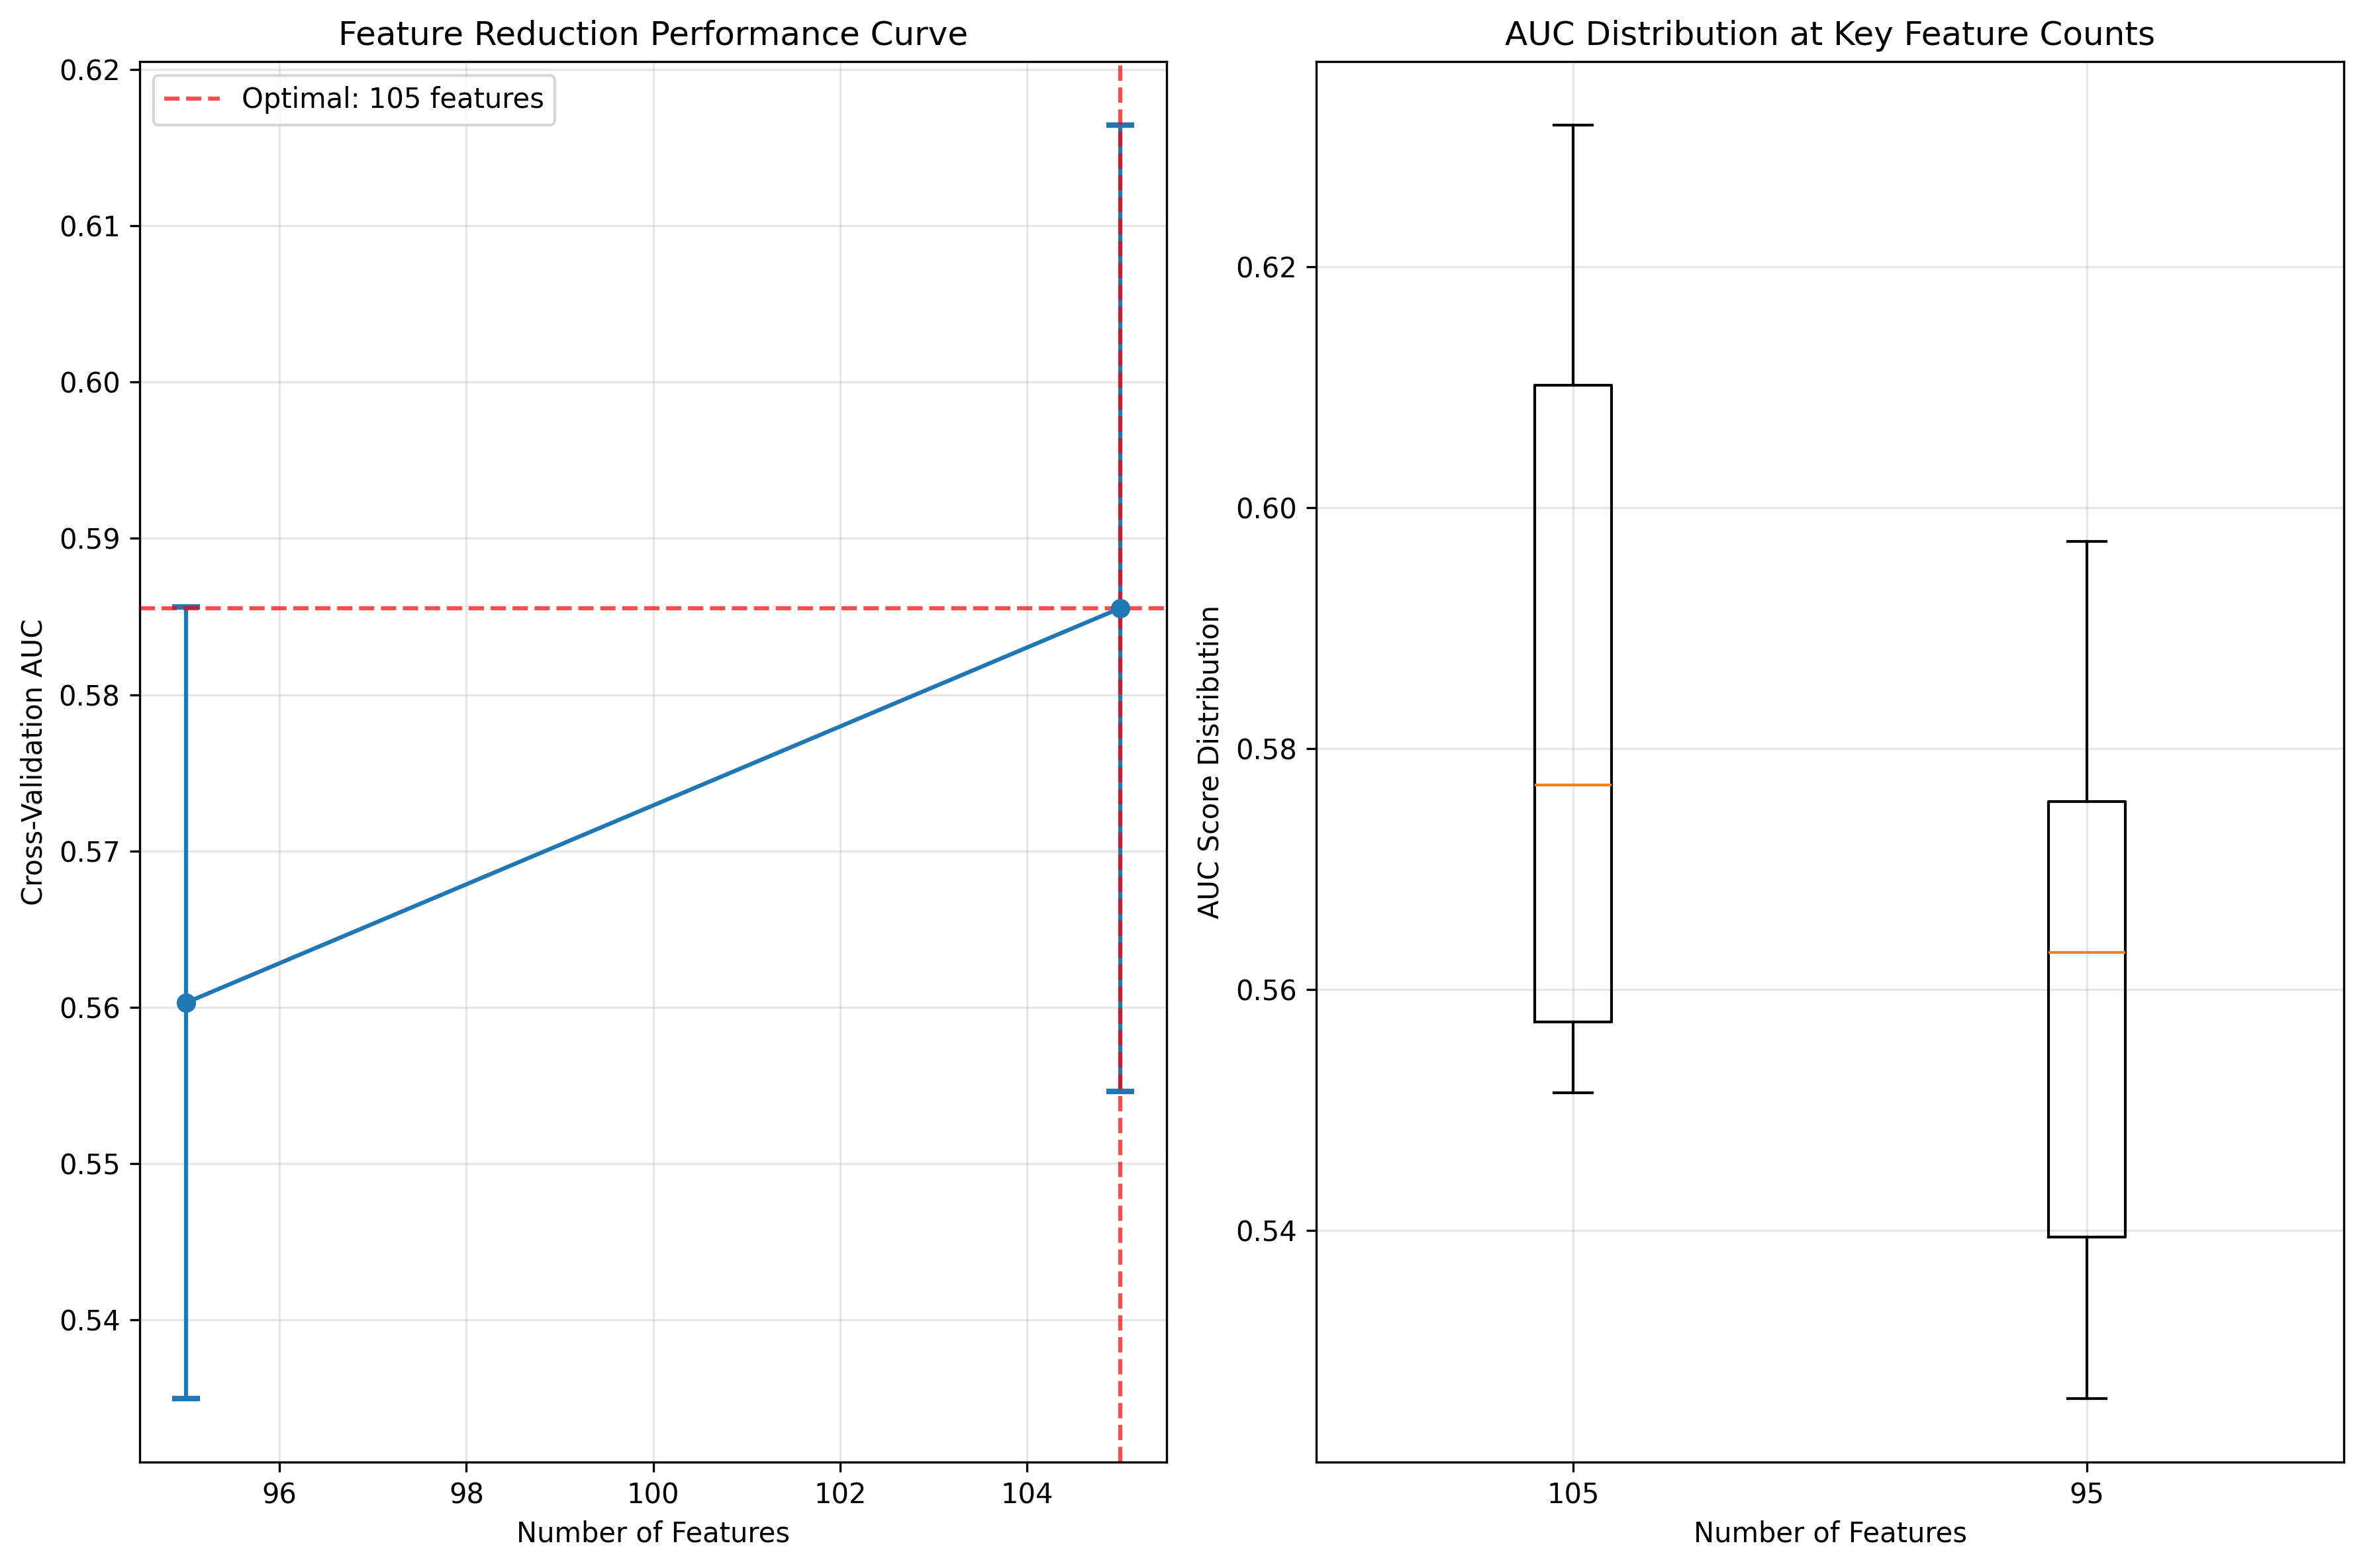 Feature Reduction Performance Curve
Optimal: 105 features
0.62
0.61
0.60
0.59
0.58
0.57
0.56
0.55
0.54
Cross-Validation AUC
96 98 100 102 104
Number of Features
AUC Distribution at Key Feature Counts
0.62
0.60
0.58
0.56
0.54
AUC Score Distribution
105 95
Number of Features